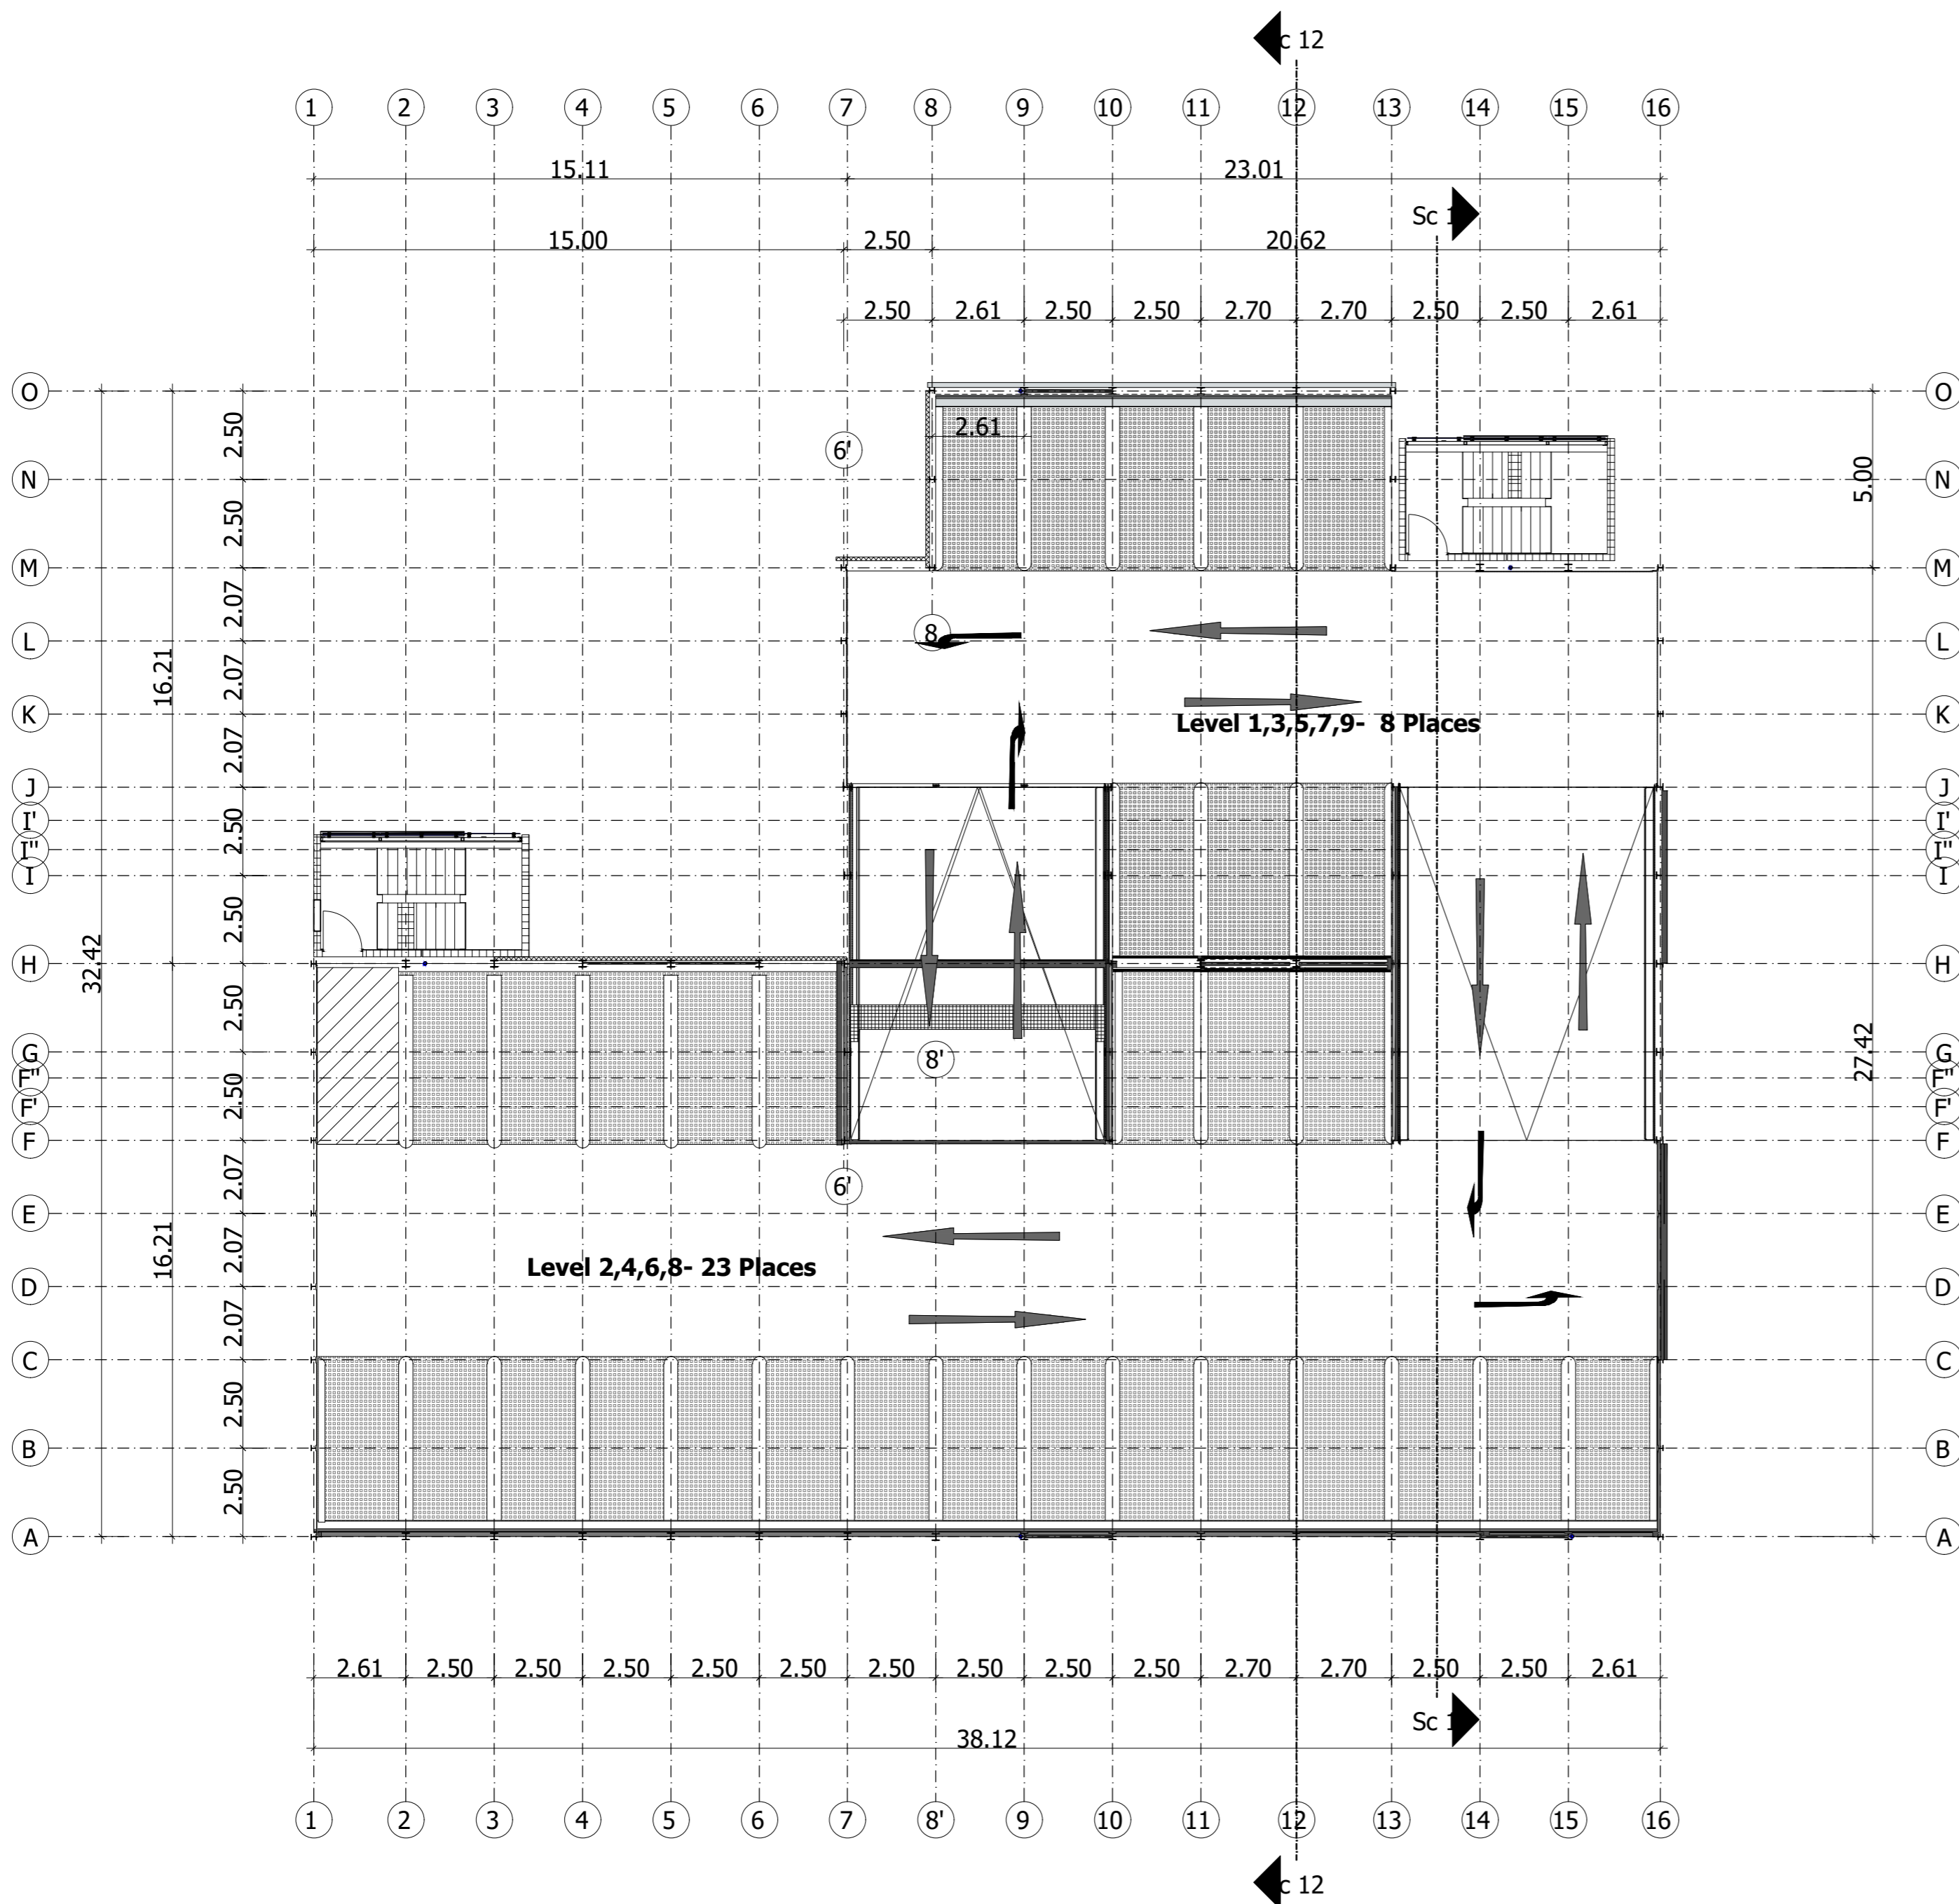 c 12
1 2 3 4 5 6 7 8 9 10 11 12 13 14 15 16
15.11 23.01
Sc 1
15.00 2.50 20.62
2.50 2.61 2.50 2.50 2.70 2.70 2.50 2.50 2.61
O O
2.50 2.61
6'
N 5.00 N
2.50
M M
2.07
8
L L
16.21 2.07
K K
Level 1,3,5,7,9- 8 Places
2.07
J J
I' 2.50 I'
I" I"
I I
2.50
32.42
H H
2.50
G 27.42 G
8'
F" F"
2.50
F' F'
F F
2.07
6'
E E
16.21 2.07
Level 2,4,6,8- 23 Places
D D
2.07
C C
2.50
B B
2.50
A A
2.61 2.50 2.50 2.50 2.50 2.50 2.50 2.50 2.50 2.50 2.70 2.70 2.50 2.50 2.61
Sc 1
38.12
1 2 3 4 5 6 7 8' 9 10 11 12 13 14 15 16
c 12